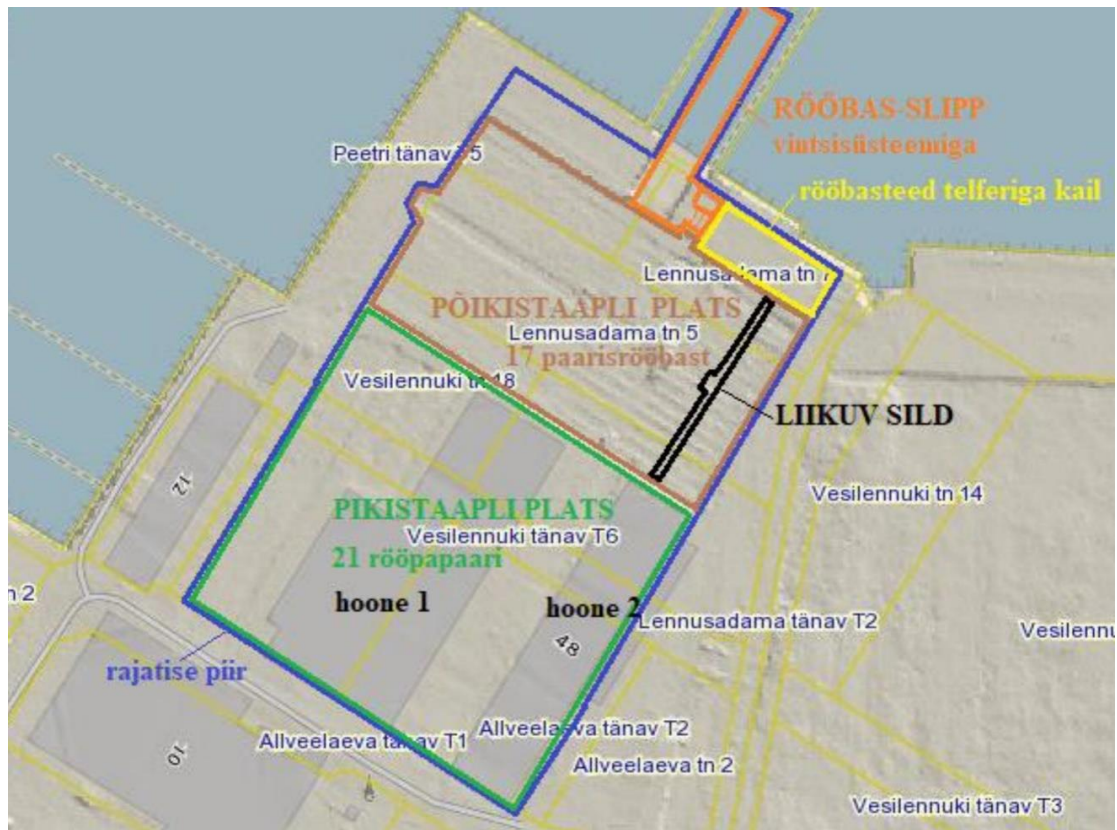 RÖÖBAS-SLIPP
vintsisüsteemiga
Peetri tänav T5
rööbasteed telferiga kail
Lennusadama tn 7
PÕIKISTAAPLI PLATS
Lennusadama tn 5
17 paarisrööbast
Vesilennuki tn 18
LIIKUV SILD
12
Vesilennuki tn 14
PIKISTAAPLI PLATS
Vesilennuki tänav T6
21 rööpapaari
hoone 1
hoone 2
n 2
Lennusadama tänav T2
Vesilennu
48
rajatise piir
Allveelaeva tänav T1
Allveelaeva tänav T2
10
Allveelaeva tn 2
Vesilennuki tänav T3